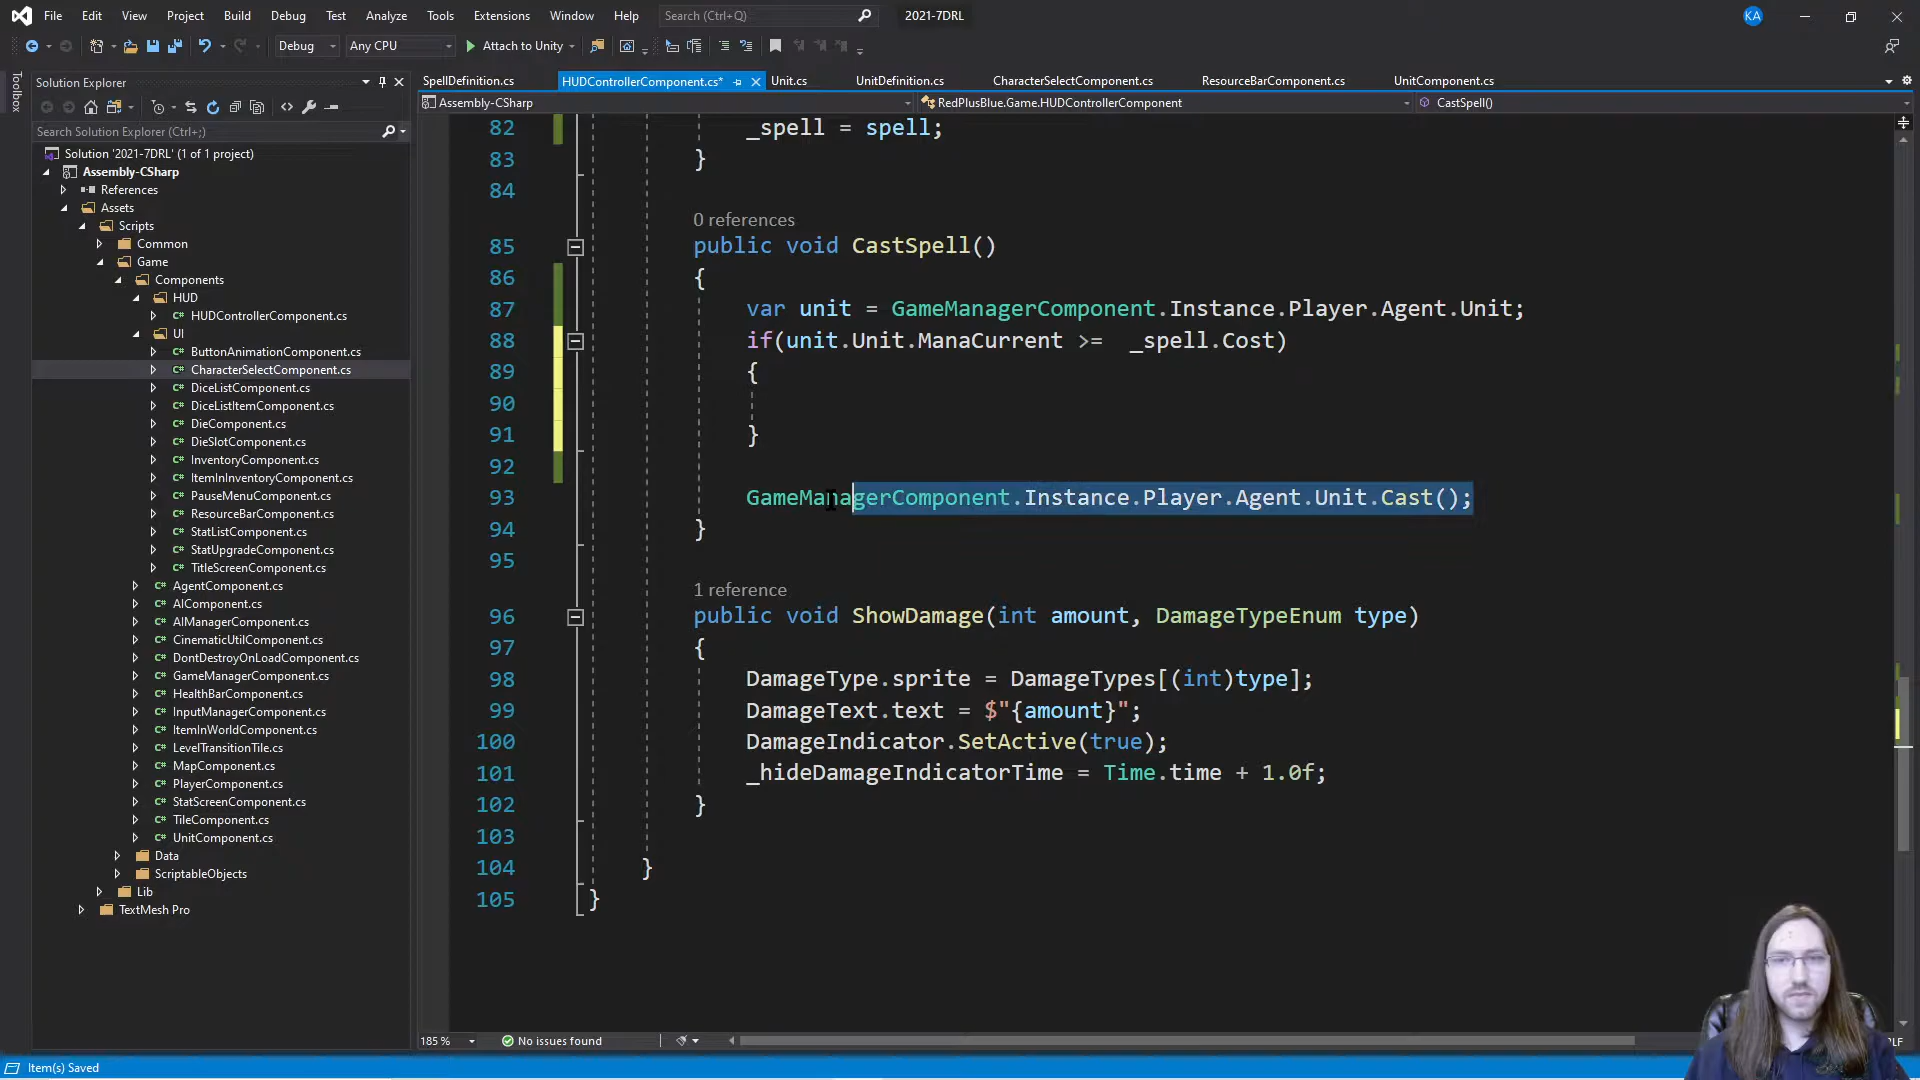 File Edit View Project Build Debug Test Analyze Tools Extensions Window Help Search (Ctrl+Q) 2021-7DRL KA
Debug Any CPU Attach to Unity
Toolbox
Solution Explorer
Search Solution Explorer (Ctrl+;)
Solution '2021-7DRL' (1 of 1 project)
Assembly-CSharp
References
Assets
Scripts
Common
Game
Components
HUD
HUDControllerComponent.cs
UI
ButtonAnimationComponent.cs
CharacterSelectComponent.cs
DiceListComponent.cs
DiceListItemComponent.cs
DieComponent.cs
DieSlotComponent.cs
InventoryComponent.cs
ItemInInventoryComponent.cs
PauseMenuComponent.cs
ResourceBarComponent.cs
StatListComponent.cs
StatUpgradeComponent.cs
TitleScreenComponent.cs
AgentComponent.cs
AIComponent.cs
AIManagerComponent.cs
CinematicUtilComponent.cs
DontDestroyOnLoadComponent.cs
GameManagerComponent.cs
HealthBarComponent.cs
InputManagerComponent.cs
ItemInWorldComponent.cs
LevelTransitionTile.cs
MapComponent.cs
PlayerComponent.cs
StatScreenComponent.cs
TileComponent.cs
UnitComponent.cs
Data
ScriptableObjects
Lib
TextMesh Pro
SpellDefinition.cs HUDControllerComponent.cs* Unit.cs UnitDefinition.cs CharacterSelectComponent.cs ResourceBarComponent.cs UnitComponent.cs
Assembly-CSharp RedPlusBlue.Game.HUDControllerComponent CastSpell()
82 _spell = spell;
83 }
84
0 references
85 public void CastSpell()
86 {
87 var unit = GameManagerComponent.Instance.Player.Agent.Unit;
88 if(unit.Unit.ManaCurrent >=  _spell.Cost)
89 {
90
91 }
92
93 GameManagerComponent.Instance.Player.Agent.Unit.Cast();
94 }
95
1 reference
96 public void ShowDamage(int amount, DamageTypeEnum type)
97 {
98 DamageType.sprite = DamageTypes[(int)type];
99 DamageText.text = $"{amount}";
100 DamageIndicator.SetActive(true);
101 _hideDamageIndicatorTime = Time.time + 1.0f;
102 }
103
104 }
105 }
185 % No issues found
Item(s) Saved